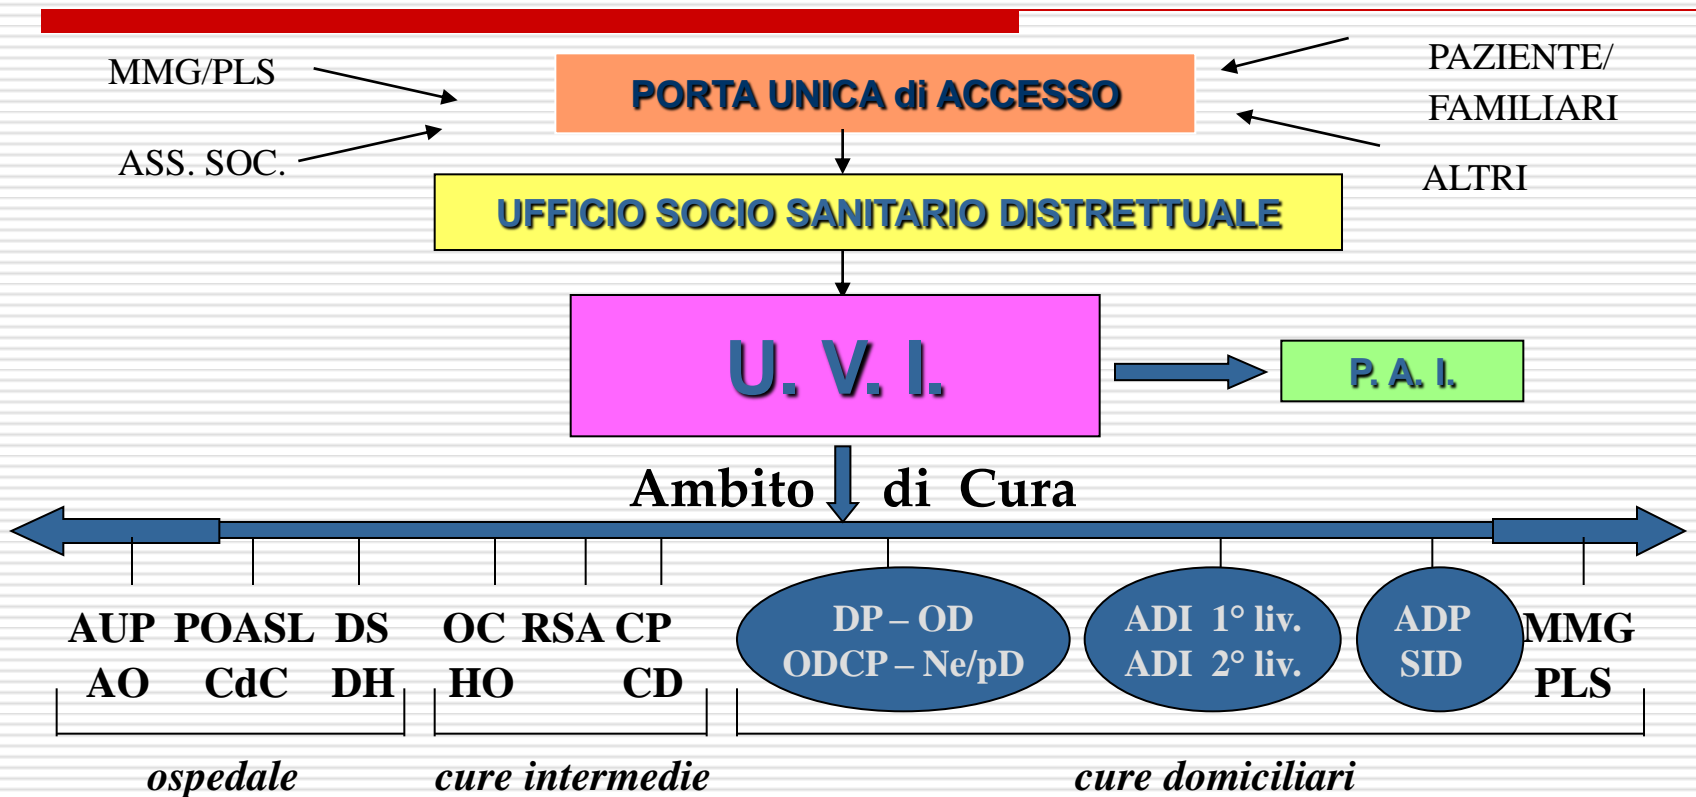 MMG/PLS
ASS. SOC.
PORTA UNICA di ACCESSO
PAZIENTE/
FAMILIARI
ALTRI
UFFICIO SOCIO SANITARIO DISTRETTUALE
U. V. I.
P. A. I.
Ambito di Cura
AUP POASL DS OC RSA CP
AO CdC DH HO CD
DP – OD
ODCP – Ne/pD
ADI 1° liv.
ADI 2° liv.
ADP
SID
MMG
PLS
ospedale
cure intermedie
cure domiciliari